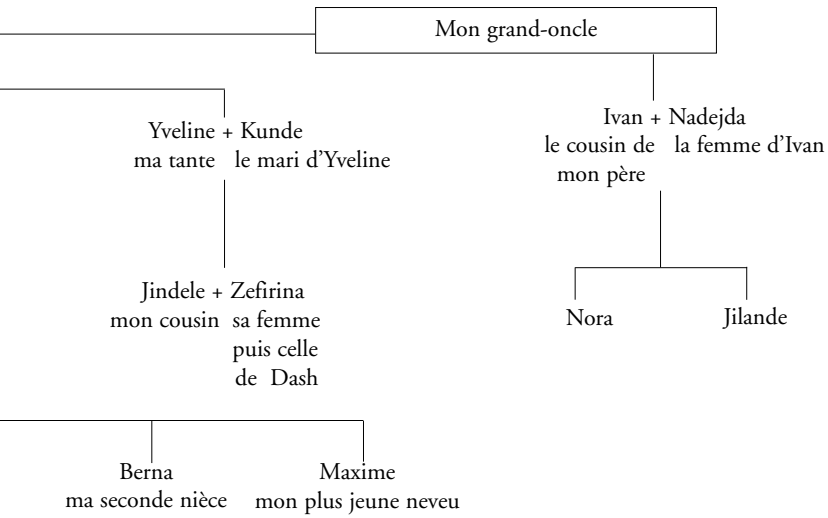 Mon grand-oncle
Yveline + Kunde
ma tante le mari d'Yveline
Ivan + Nadejda
le cousin de la femme d'Ivan
mon père
Jindele + Zefirina
mon cousin sa femme
puis celle
de Dash
Nora
Jilande
Berna
ma seconde nièce
Maxime
mon plus jeune neveu